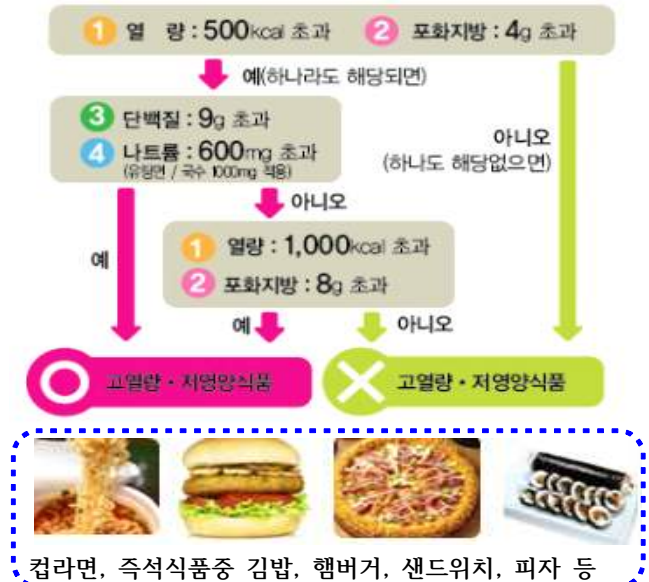 1 열 량 : 500kcal 초과 2 포화지방 : 4g 초과
예(하나라도 해당되면)
3 단백질 : 9g 초과
4 나트륨 : 600mg 초과
(유탕면 / 국수 1000mg 적용)
아니오
(하나도 해당없으면)
아니오
예
1 열량 : 1,000kcal 초과
2 포화지방 : 8g 초과
예 아니오
고열량·저영양식품 고열량·저영양식품
컵라면, 즉석식품중 김밥, 햄버거, 샌드위치, 피자 등